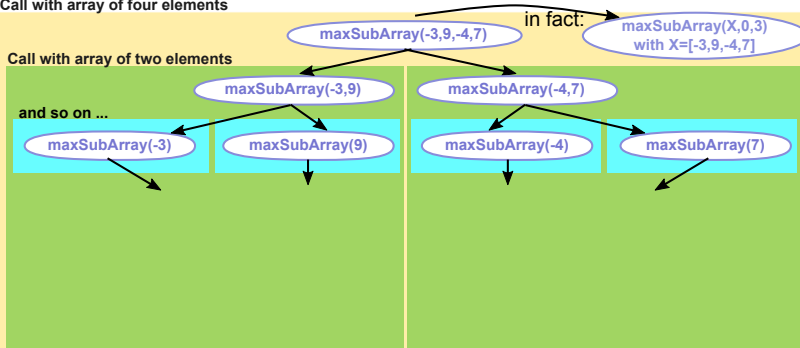 Call with array of four elements
in fact:
maxSubArray(X,0,3)
with X=[-3,9,-4,7]
maxSubArray(-3,9,-4,7)
Call with array of two elements
maxSubArray(-3,9)
maxSubArray(-4,7)
and so on ...
maxSubArray(-3)
maxSubArray(9)
maxSubArray(-4)
maxSubArray(7)